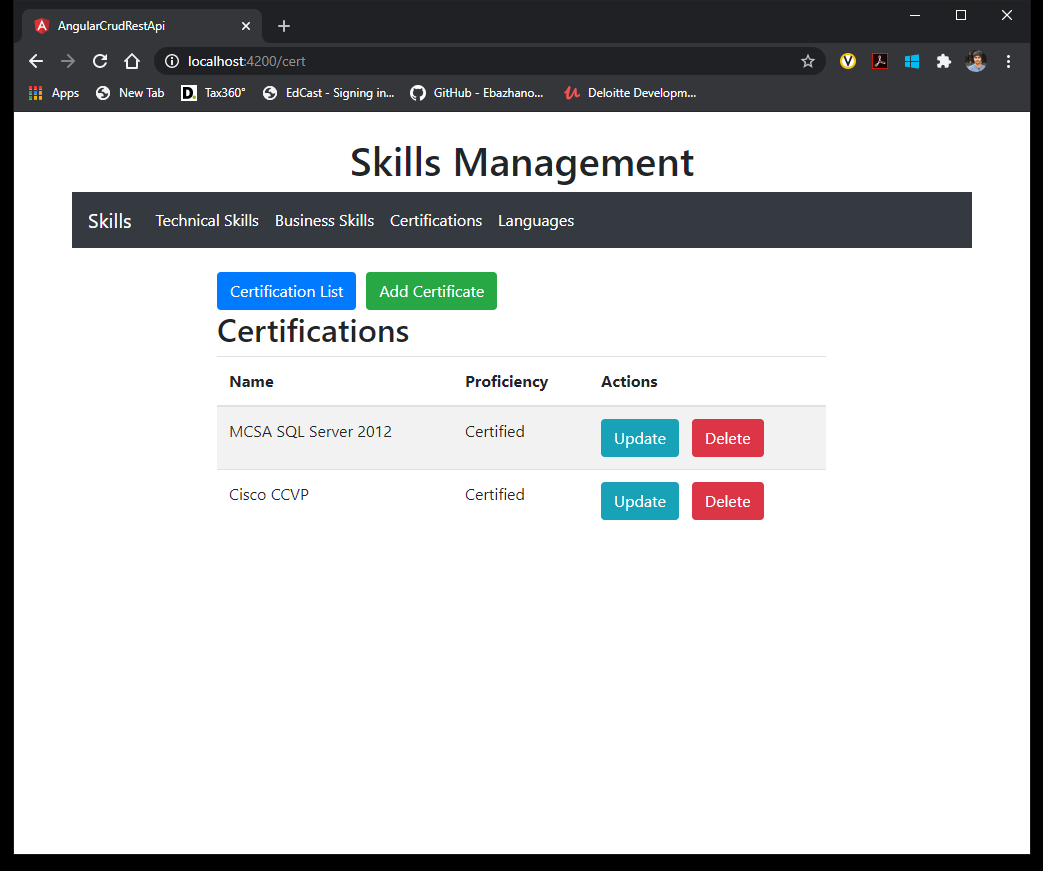 AngularCrudRestApi
localhost:4200/cert
Apps New Tab D. Tax360° EdCast - Signing in... GitHub - Ebazhano... Deloitte Developm...
Skills Management
Skills Technical Skills Business Skills Certifications Languages
Certification List Add Certificate
Certifications
Name Proficiency Actions
MCSA SQL Server 2012 Certified Update Delete
Cisco CCVP Certified Update Delete